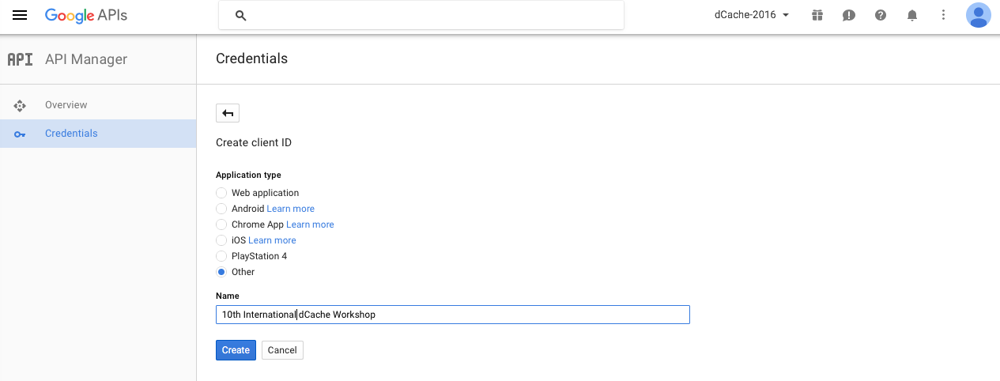 Google APIs
dCache-2016
API API Manager
Credentials
Overview
Credentials
Create client ID
Application type
Web application
Android Learn more
Chrome App Learn more
iOS Learn more
PlayStation 4
Other
Name
10th International dCache Workshop
Create Cancel